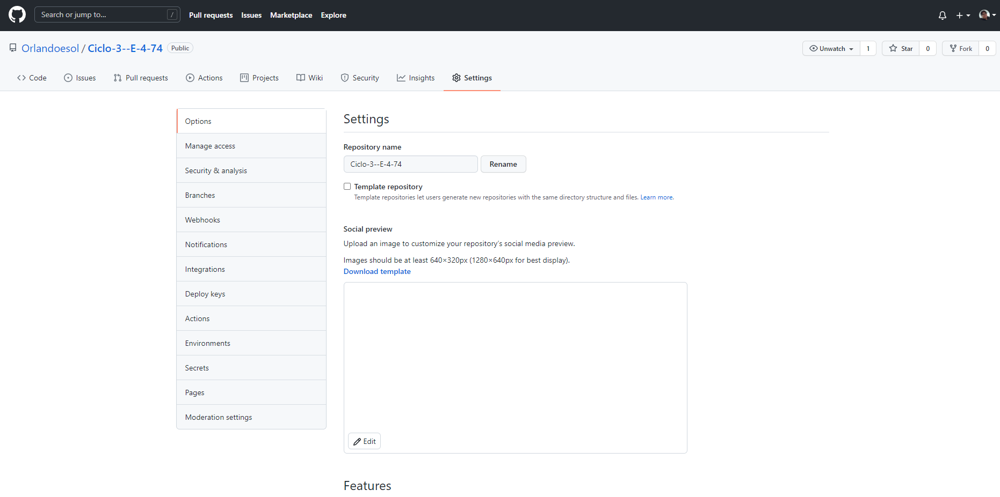 Search or jump to... / Pull requests Issues Marketplace Explore
Orlandoesol / Ciclo-3--E-4-74 Public Unwatch 1 Star 0 Fork 0
Code Issues Pull requests Actions Projects Wiki Security Insights Settings
Options
Manage access
Security & analysis
Branches
Webhooks
Notifications
Integrations
Deploy keys
Actions
Environments
Secrets
Pages
Moderation settings
Settings
Repository name
Ciclo-3--E-4-74 Rename
Template repository
Template repositories let users generate new repositories with the same directory structure and files. Learn more.
Social preview
Upload an image to customize your repository’s social media preview.
Images should be at least 640×320px (1280×640px for best display).
Download template
Edit
Features